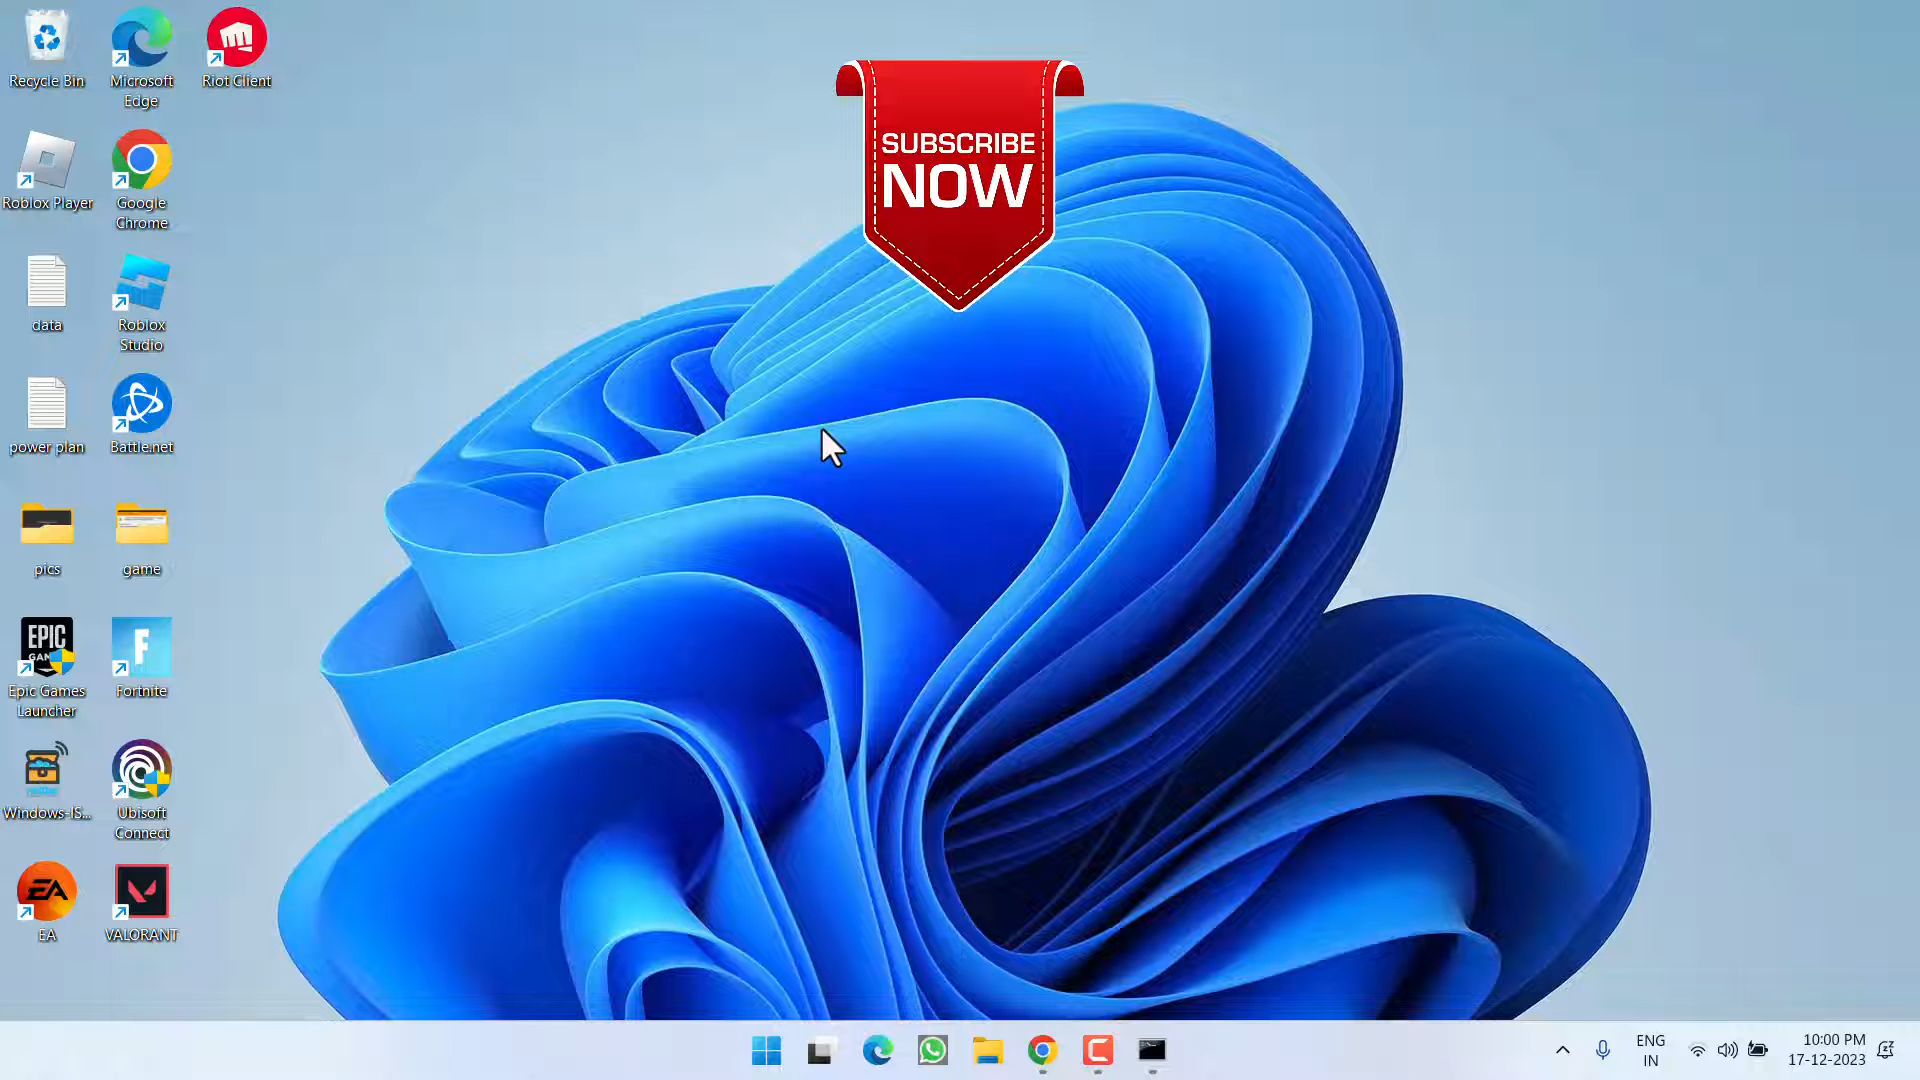 Recycle Bin
Microsoft
Edge
Riot Client
Roblox Player
Google
Chrome
data
Roblox
Studio
power plan
Battle.net
pics
game
EPIC
Epic Games
Launcher
F
Fortnite
Windows-IS...
Ubisoft
Connect
EA
EA
VALORANT
SUBSCRIBE
NOW
ENG
IN
10:00 PM
17-12-2023